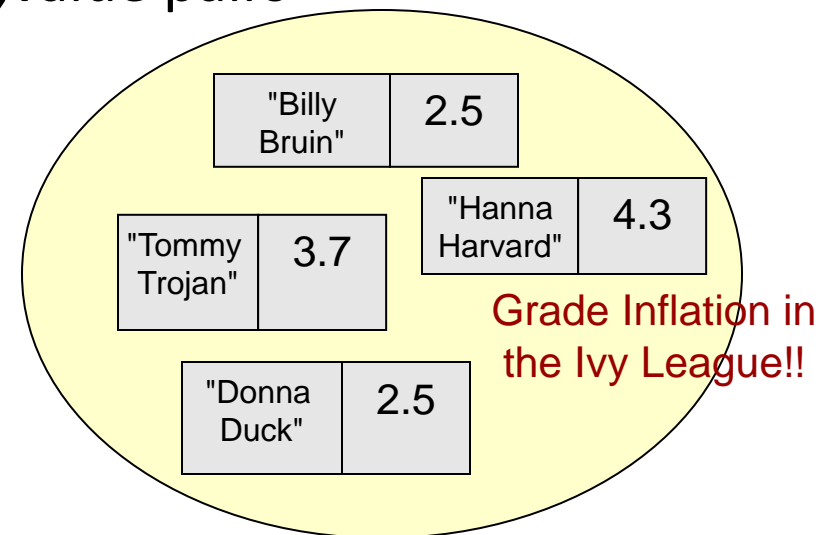 pairs
"Billy
Bruin"
2.5
"Hanna
Harvard"
4.3
"Tommy
Trojan"
3.7
Grade Inflation in
the Ivy League!!
"Donna
Duck"
2.5